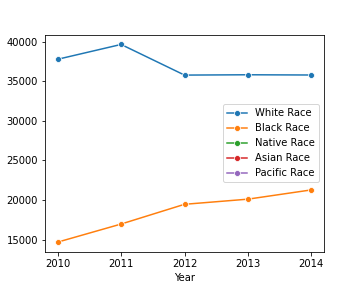 40000
35000
30000
25000
20000
15000
White Race
Black Race
Native Race
Asian Race
Pacific Race
2010 2011 2012 2013 2014
Year